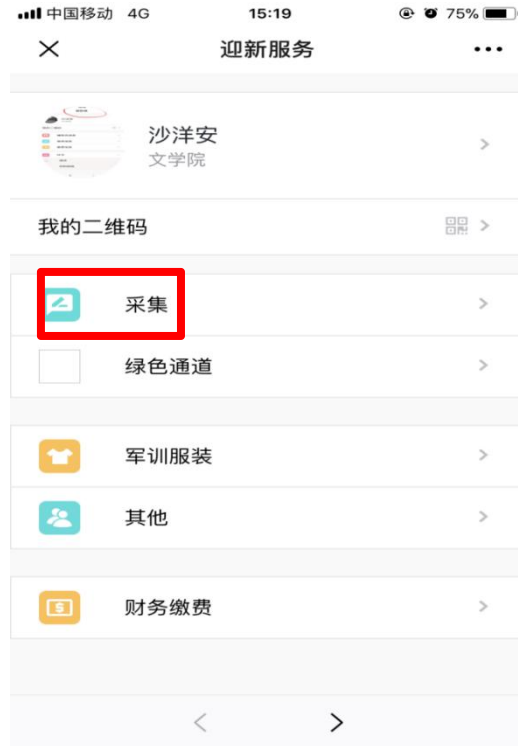 中国移动 4G 15:19 75%
迎新服务
沙洋安
文学院
我的二维码
采集
绿色通道
军训服装
其他
财务缴费